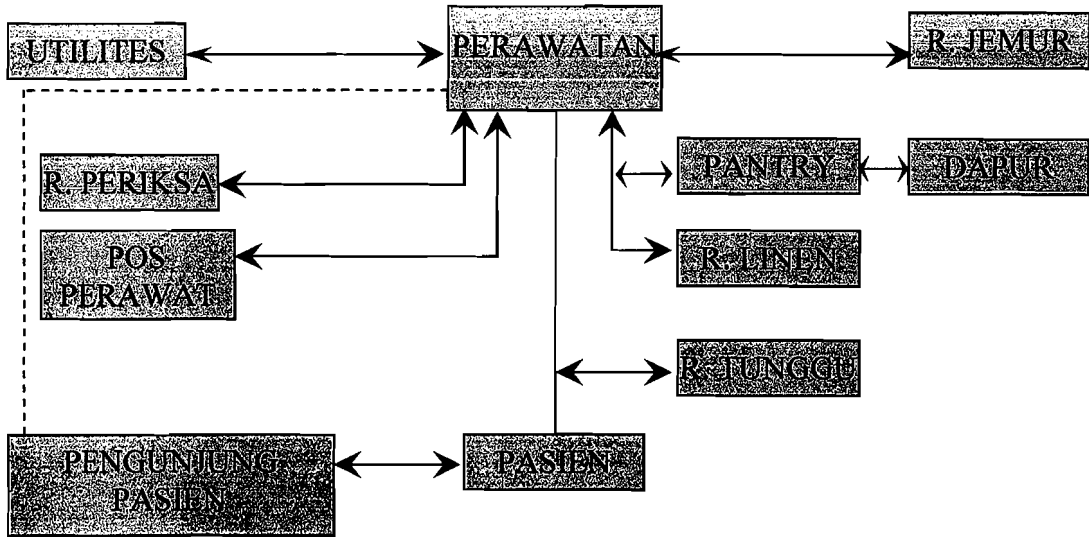 UTILITES
PERAWATAN
R. JEMUR
R. PERIKSA
PANTRY
DAPUR
POS
PERAWAT
R. LINEN
R. TUNGGU
PENGUNJUNG
PASIEN
PASIEN